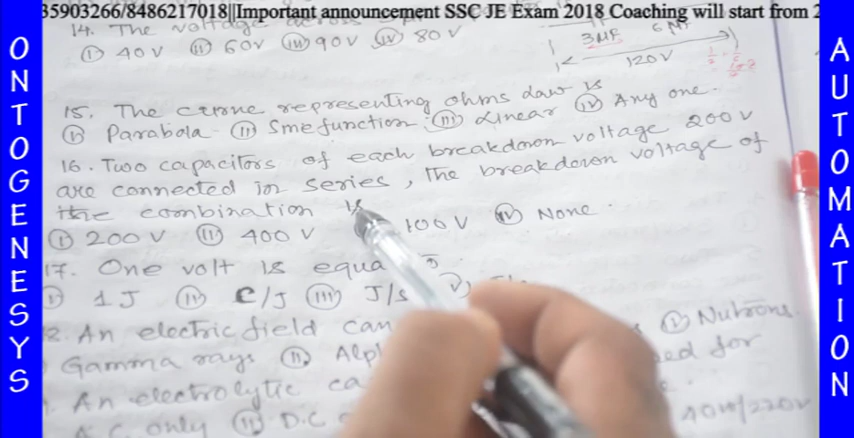 35903266/8486217018||Important announcement SSC JE Exam 2018 Coaching will start from 2
ONTOGENESYS
AUTOMATION
14. The voltage across
(i) 40V (ii) 60V (iii) 90V (iv) 80V
3MF 6MF
120V
15. The curve representing ohms law is
(i) Parabola (ii) Sine function (iii) Linear (iv) Any one.
16. Two capacitors of each breakdown voltage 200V
are connected in series, the breakdown voltage of
the combination is
(i) 200V (ii) 400V 100V (iv) None.
17. One volt is equal
(i) 1J (ii) C/J (iii) J/s
An electric field can (iv) Nutrons.
Gamma rays (ii) for
An electrolytic
A.C. only (ii) D.C
40W/220V